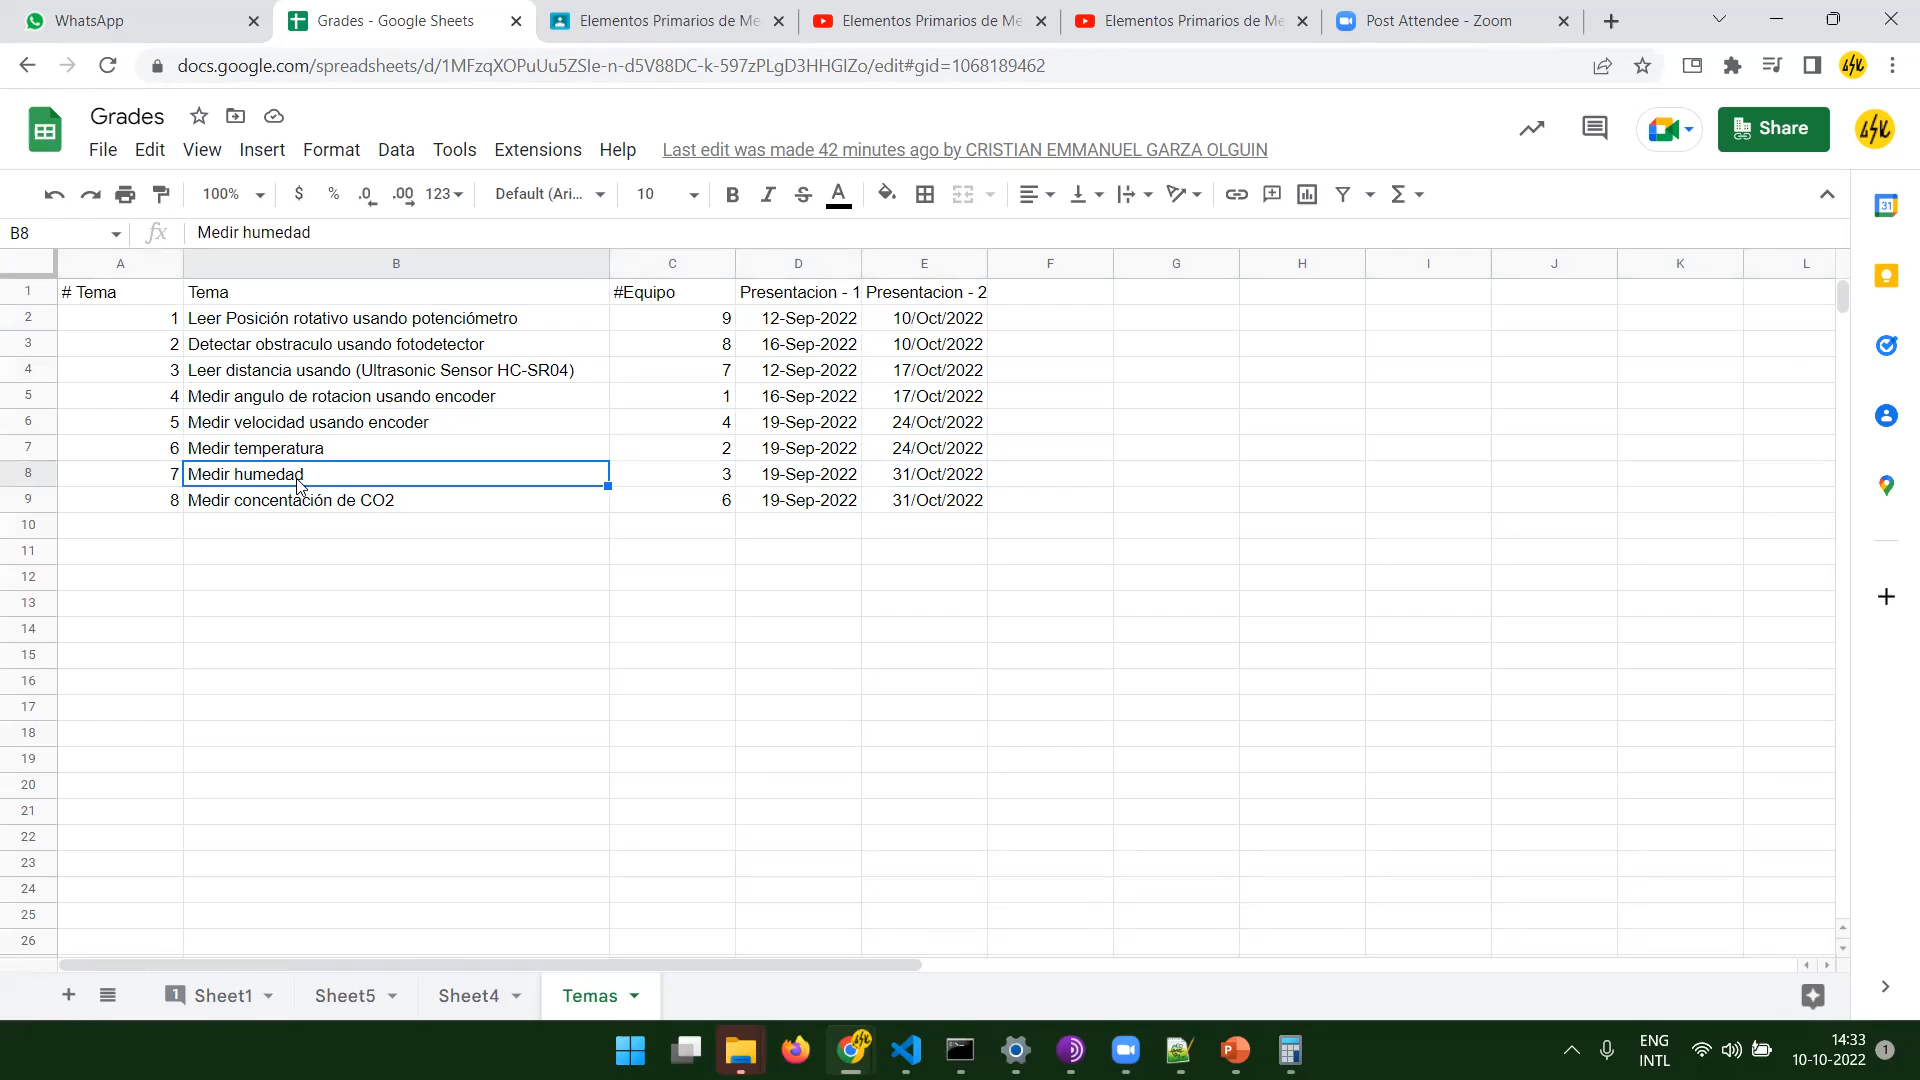 WhatsApp
Grades - Google Sheets
Elementos Primarios de Me
Elementos Primarios de Me
Elementos Primarios de Me
Post Attendee - Zoom
docs.google.com/spreadsheets/d/1MFzqXOPuUu5ZSIe-n-d5V88DC-k-597zPLgD3HHGIZo/edit#gid=1068189462
Grades
File Edit View Insert Format Data Tools Extensions Help Last edit was made 42 minutes ago by CRISTIAN EMMANUEL GARZA OLGUIN
Share
100% $ % .0 .00 123 Default (Ari... 10 B I S A
B8 fx Medir humedad
A B C D E F G H I J K L
1 # Tema Tema #Equipo Presentacion - 1 Presentacion - 2
2 1 Leer Posición rotativo usando potenciómetro 9 12-Sep-2022 10/Oct/2022
3 2 Detectar obstraculo usando fotodetector 8 16-Sep-2022 10/Oct/2022
4 3 Leer distancia usando (Ultrasonic Sensor HC-SR04) 7 12-Sep-2022 17/Oct/2022
5 4 Medir angulo de rotacion usando encoder 1 16-Sep-2022 17/Oct/2022
6 5 Medir velocidad usando encoder 4 19-Sep-2022 24/Oct/2022
7 6 Medir temperatura 2 19-Sep-2022 24/Oct/2022
8 7 Medir humedad 3 19-Sep-2022 31/Oct/2022
9 8 Medir concentación de CO2 6 19-Sep-2022 31/Oct/2022
10
11
12
13
14
15
16
17
18
19
20
21
22
23
24
25
26
1 Sheet1 Sheet5 Sheet4 Temas
ENG
INTL
14:33
10-10-2022
1